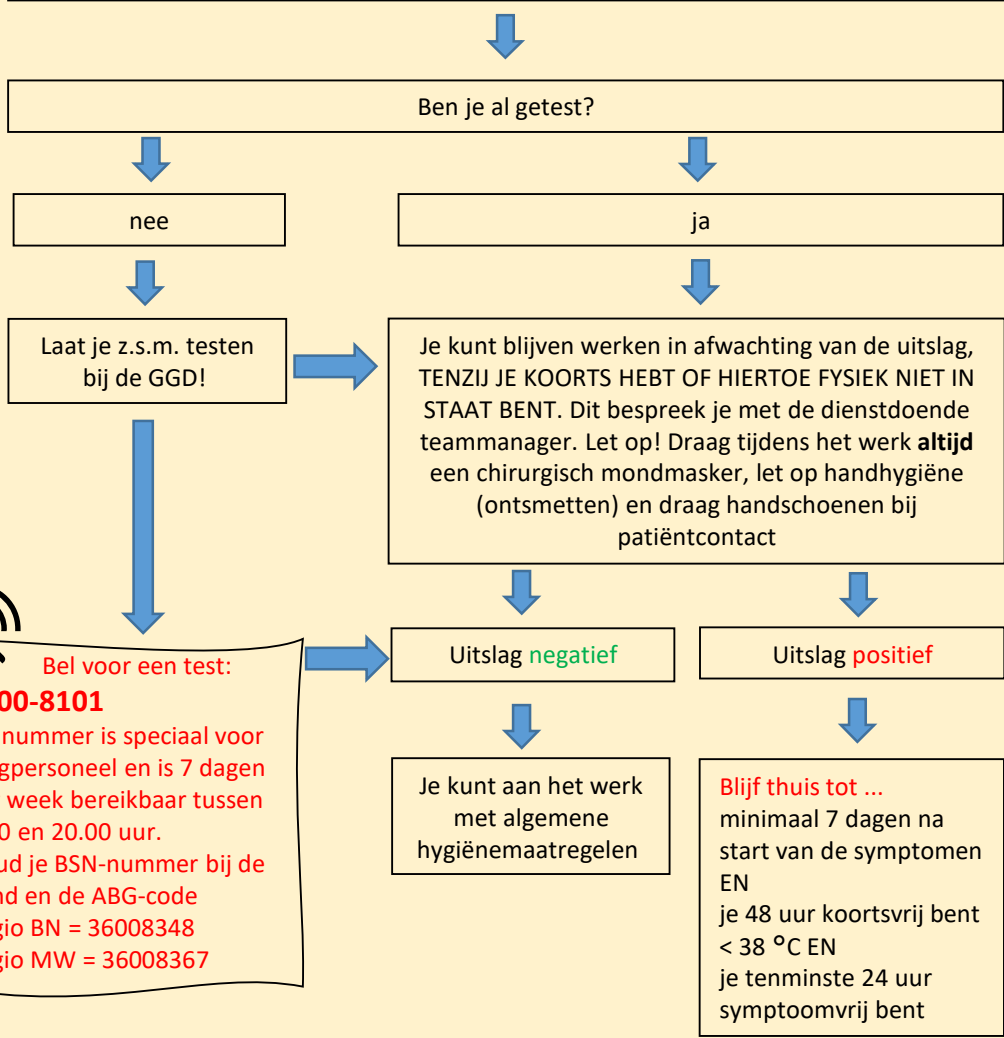 Ben je al getest?
nee
ja
Laat je z.s.m. testen
bij de GGD!
Je kunt blijven werken in afwachting van de uitslag,
TENZIJ JE KOORTS HEBT OF HIERTOE FYSIEK NIET IN
STAAT BENT. Dit bespreek je met de dienstdoende
teammanager. Let op! Draag tijdens het werk altijd
een chirurgisch mondmasker, let op handhygiëne
(ontsmetten) en draag handschoenen bij
patiëntcontact
Bel voor een test:
00-8101
nummer is speciaal voor
gpersoneel en is 7 dagen
week bereikbaar tussen
0 en 20.00 uur.
ud je BSN-nummer bij de
nd en de ABG-code
gio BN = 36008348
gio MW = 36008367
Uitslag negatief
Uitslag positief
Je kunt aan het werk
met algemene
hygiënemaatregelen
Blijf thuis tot ...
minimaal 7 dagen na
start van de symptomen
EN
je 48 uur koortsvrij bent
< 38 °C EN
je tenminste 24 uur
symptoomvrij bent